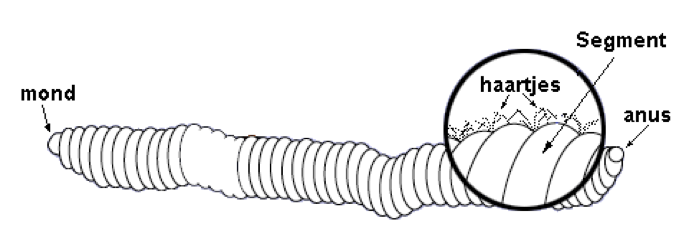 Segment
haartjes
mond
anus